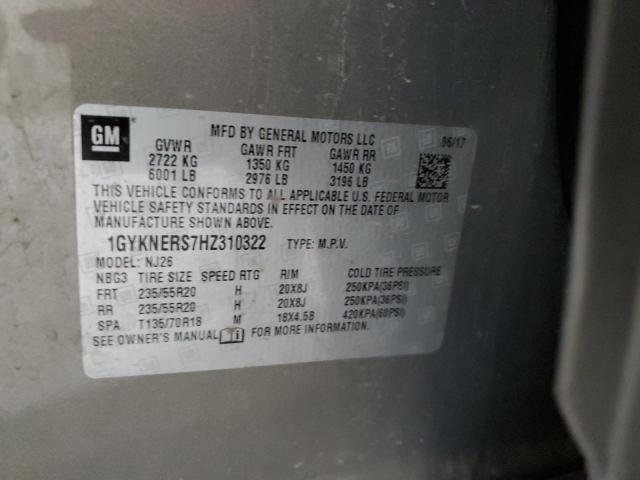 GM
MFD BY GENERAL MOTORS LLC 06/17
GVWR GAWR FRT GAWR RR
2722 KG 1350 KG 1450 KG
6001 LB 2976 LB 3196 LB
THIS VEHICLE CONFORMS TO ALL APPLICABLE U.S. FEDERAL MOTOR
VEHICLE SAFETY STANDARDS IN EFFECT ON THE DATE OF
MANUFACTURE SHOWN ABOVE.
1GYKNERS7HZ310322 TYPE: M.P.V.
MODEL: NJ26
NBG3 TIRE SIZE SPEED RTG RIM COLD TIRE PRESSURE
FRT 235/55R20 H 20X8J 250KPA(36PSI)
RR 235/55R20 H 20X8J 250KPA(36PSI)
SPA T135/70R18 M 18X4.5B 420KPA(60PSI)
SEE OWNER'S MANUAL i FOR MORE INFORMATION.